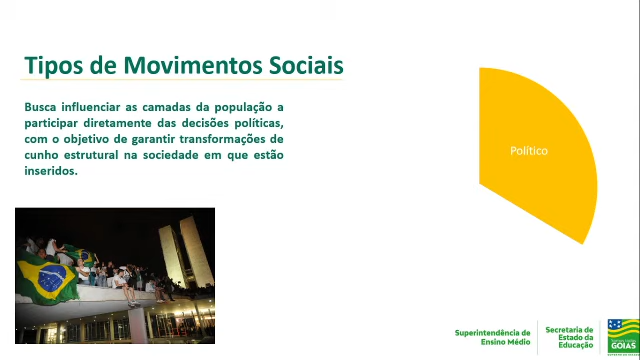 Tipos de Movimentos Sociais
Busca influenciar as camadas da população a
participar diretamente das decisões políticas,
com o objetivo de garantir transformações de
cunho estrutural na sociedade em que estão
inseridos.
Político
Superintendência de
Ensino Médio
Secretaria de
Estado da
Educação
GOIÁS